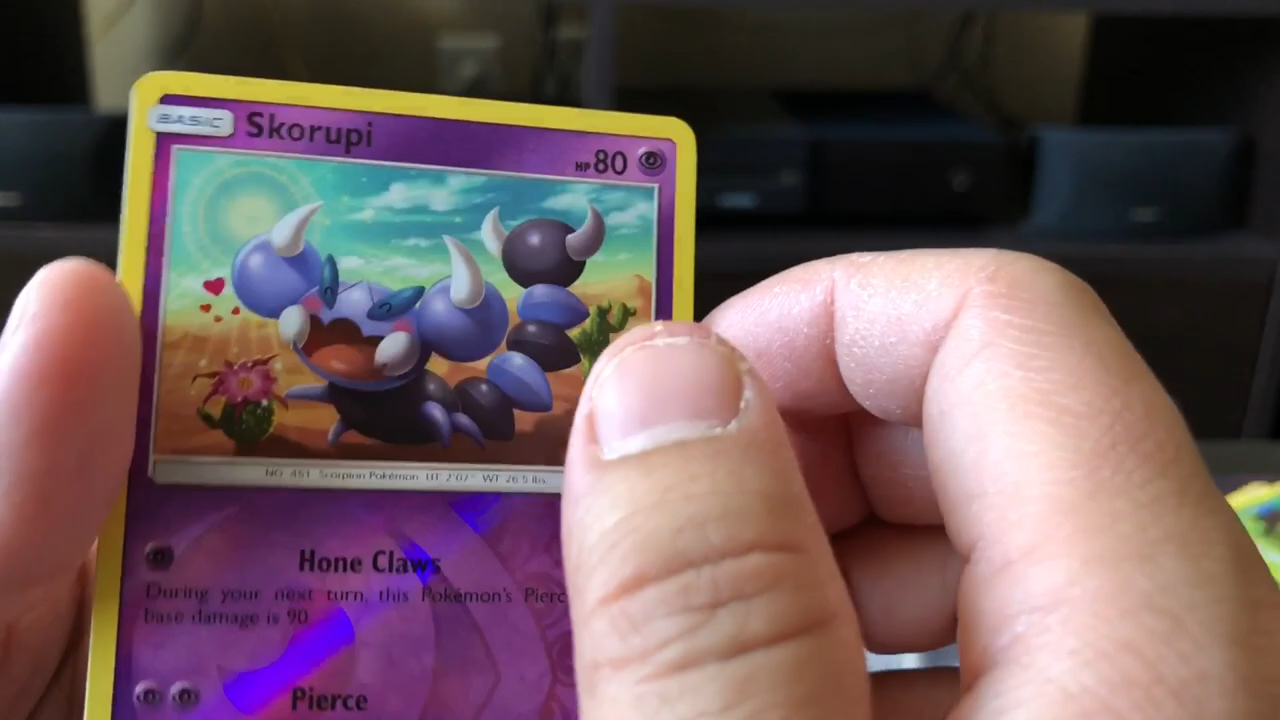 BASIC Skorupi
HP 80
NO. 451 Scorpion Pokémon HT 2'07" WT 26.5 lbs.
Hone Claws
During your next turn, this Pokémon's Pierc
base damage is 90
Pierce